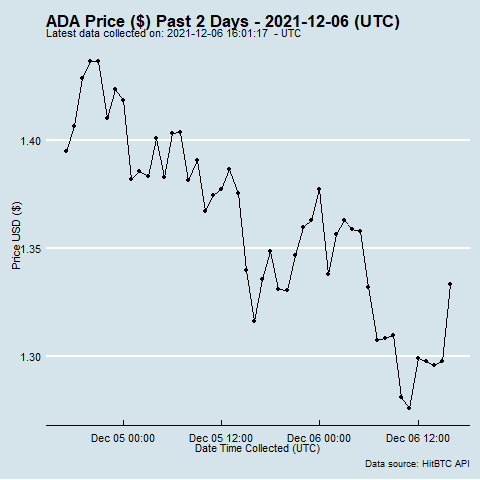 ADA Price ($) Past 2 Days - 2021-12-06 (UTC)
Latest data collected on: 2021-12-06 16:01:17 - UTC
1.40
1.35
1.30
Price USD ($)
Dec 05 00:00 Dec 05 12:00 Dec 06 00:00 Dec 06 12:00
Date Time Collected (UTC)
Data source: HitBTC API